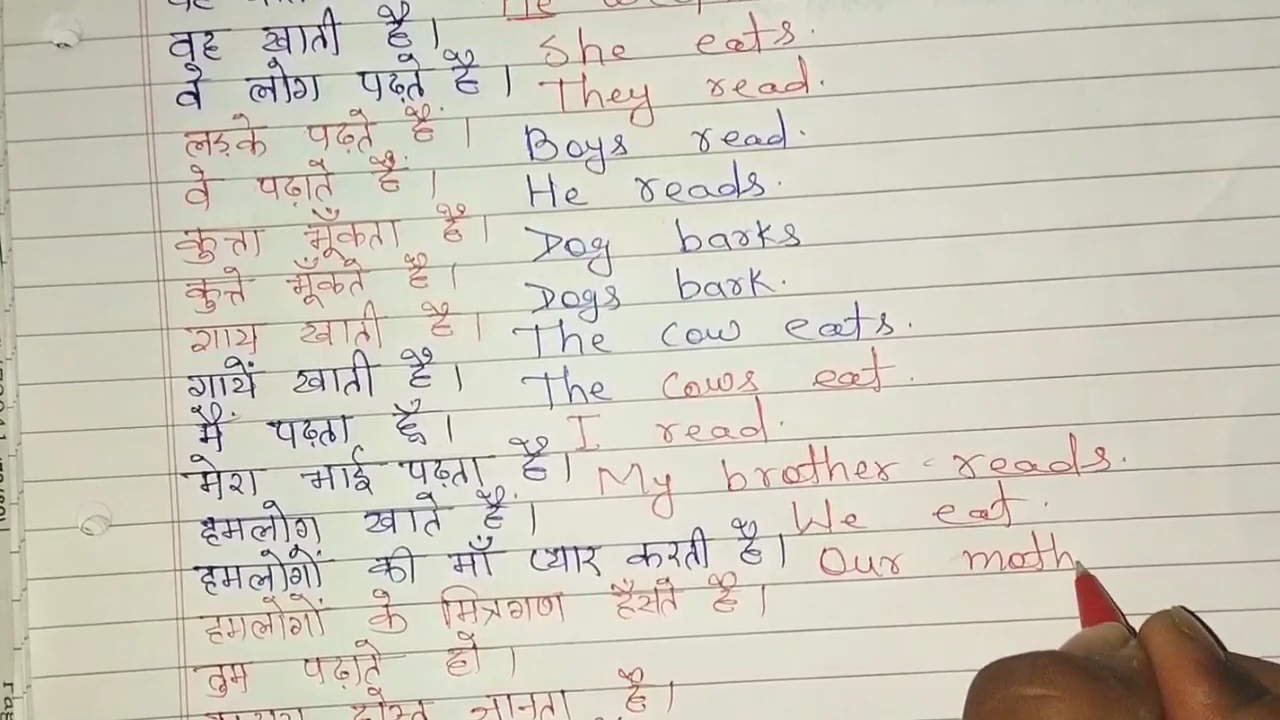 वह खाती है। She eats.
वे लोग पढ़ते है। They read.
लड़के पढ़ते हैं। Boys read.
वे पढ़ाते हैं। He reads.
कुत्ता भूँकता है। Dog barks
कुत्ते भूँकते है। Dogs bark.
गाय खाती है। The cow eats.
गायें खाती है। The cows eat.
मैं पढ़ता हूँ। I read.
मेरा भाई पढ़ता है। My brother reads.
हमलोग खाते हैं। We eat.
हमलोगों की माँ प्यार करती है। Our moth
हमलोगों के मित्रगण हँसते है।
तुम पढ़ाते हो।
दोस्त जानता है।